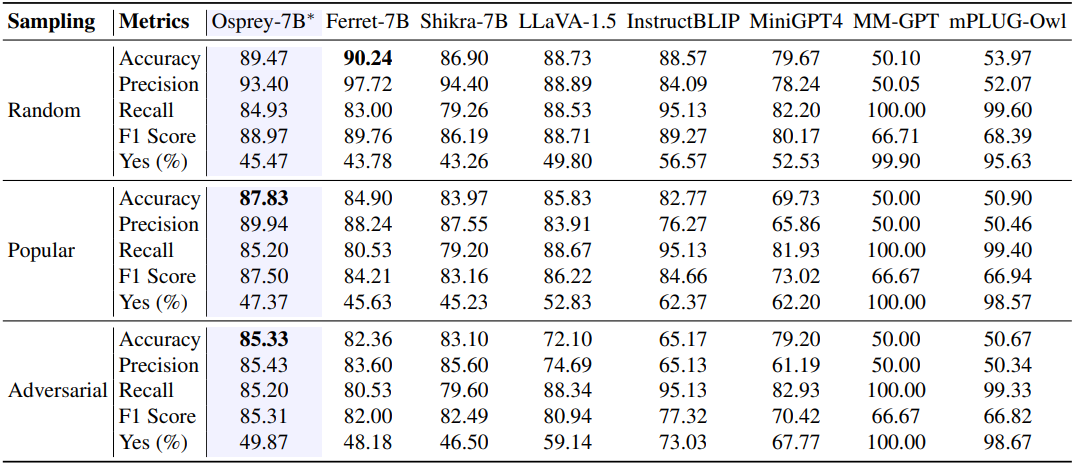 Sampling Metrics Osprey-7B* Ferret-7B Shikra-7B LLaVA-1.5 InstructBLIP MiniGPT4 MM-GPT mPLUG-Owl
Accuracy 89.47 90.24 86.90 88.73 88.57 79.67 50.10 53.97
Precision 93.40 97.72 94.40 88.89 84.09 78.24 50.05 52.07
Random Recall 84.93 83.00 79.26 88.53 95.13 82.20 100.00 99.60
F1 Score 88.97 89.76 86.19 88.71 89.27 80.17 66.71 68.39
Yes (%) 45.47 43.78 43.26 49.80 56.57 52.53 99.90 95.63
Accuracy 87.83 84.90 83.97 85.83 82.77 69.73 50.00 50.90
Precision 89.94 88.24 87.55 83.91 76.27 65.86 50.00 50.46
Popular Recall 85.20 80.53 79.20 88.67 95.13 81.93 100.00 99.40
F1 Score 87.50 84.21 83.16 86.22 84.66 73.02 66.67 66.94
Yes (%) 47.37 45.63 45.23 52.83 62.37 62.20 100.00 98.57
Accuracy 85.33 82.36 83.10 72.10 65.17 79.20 50.00 50.67
Precision 85.43 83.60 85.60 74.69 65.13 61.19 50.00 50.34
Adversarial Recall 85.20 80.53 79.60 88.34 95.13 82.93 100.00 99.33
F1 Score 85.31 82.00 82.49 80.94 77.32 70.42 66.67 66.82
Yes (%) 49.87 48.18 46.50 59.14 73.03 67.77 100.00 98.67